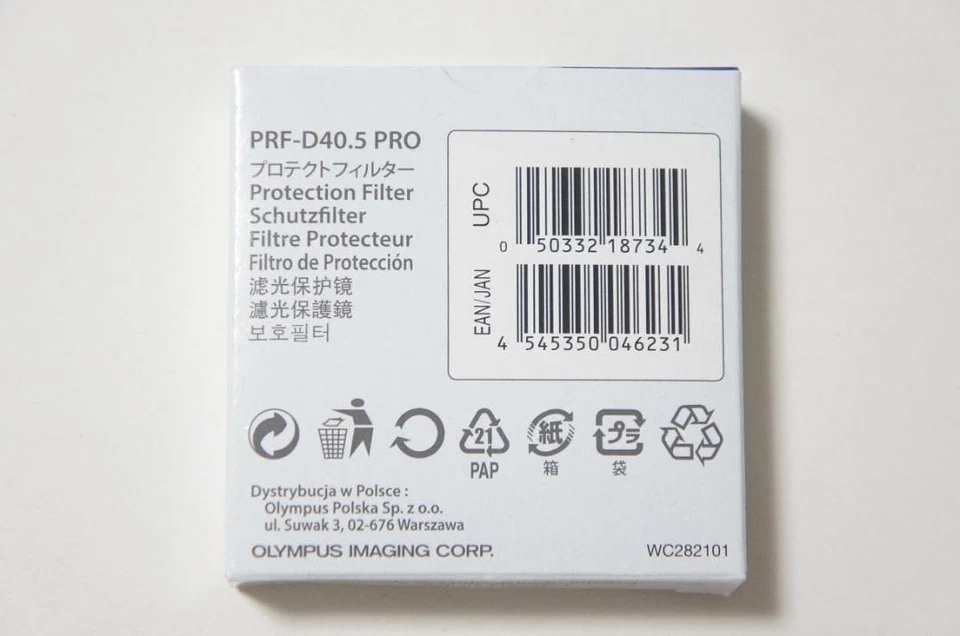 PRF-D40.5 PRO
プロテクトフィルター
Protection Filter
Schutzfilter
Filtre Protecteur
Filtro de Protección
滤光保护镜
濾光保護鏡
보호필터
UPC
0 50332 18734 4
EAN/JAN
4 545350 046231
21
PAP
紙
箱
プラ
袋
Dystrybucja w Polsce :
Olympus Polska Sp. z o.o.
ul. Suwak 3, 02-676 Warszawa
OLYMPUS IMAGING CORP.
WC282101